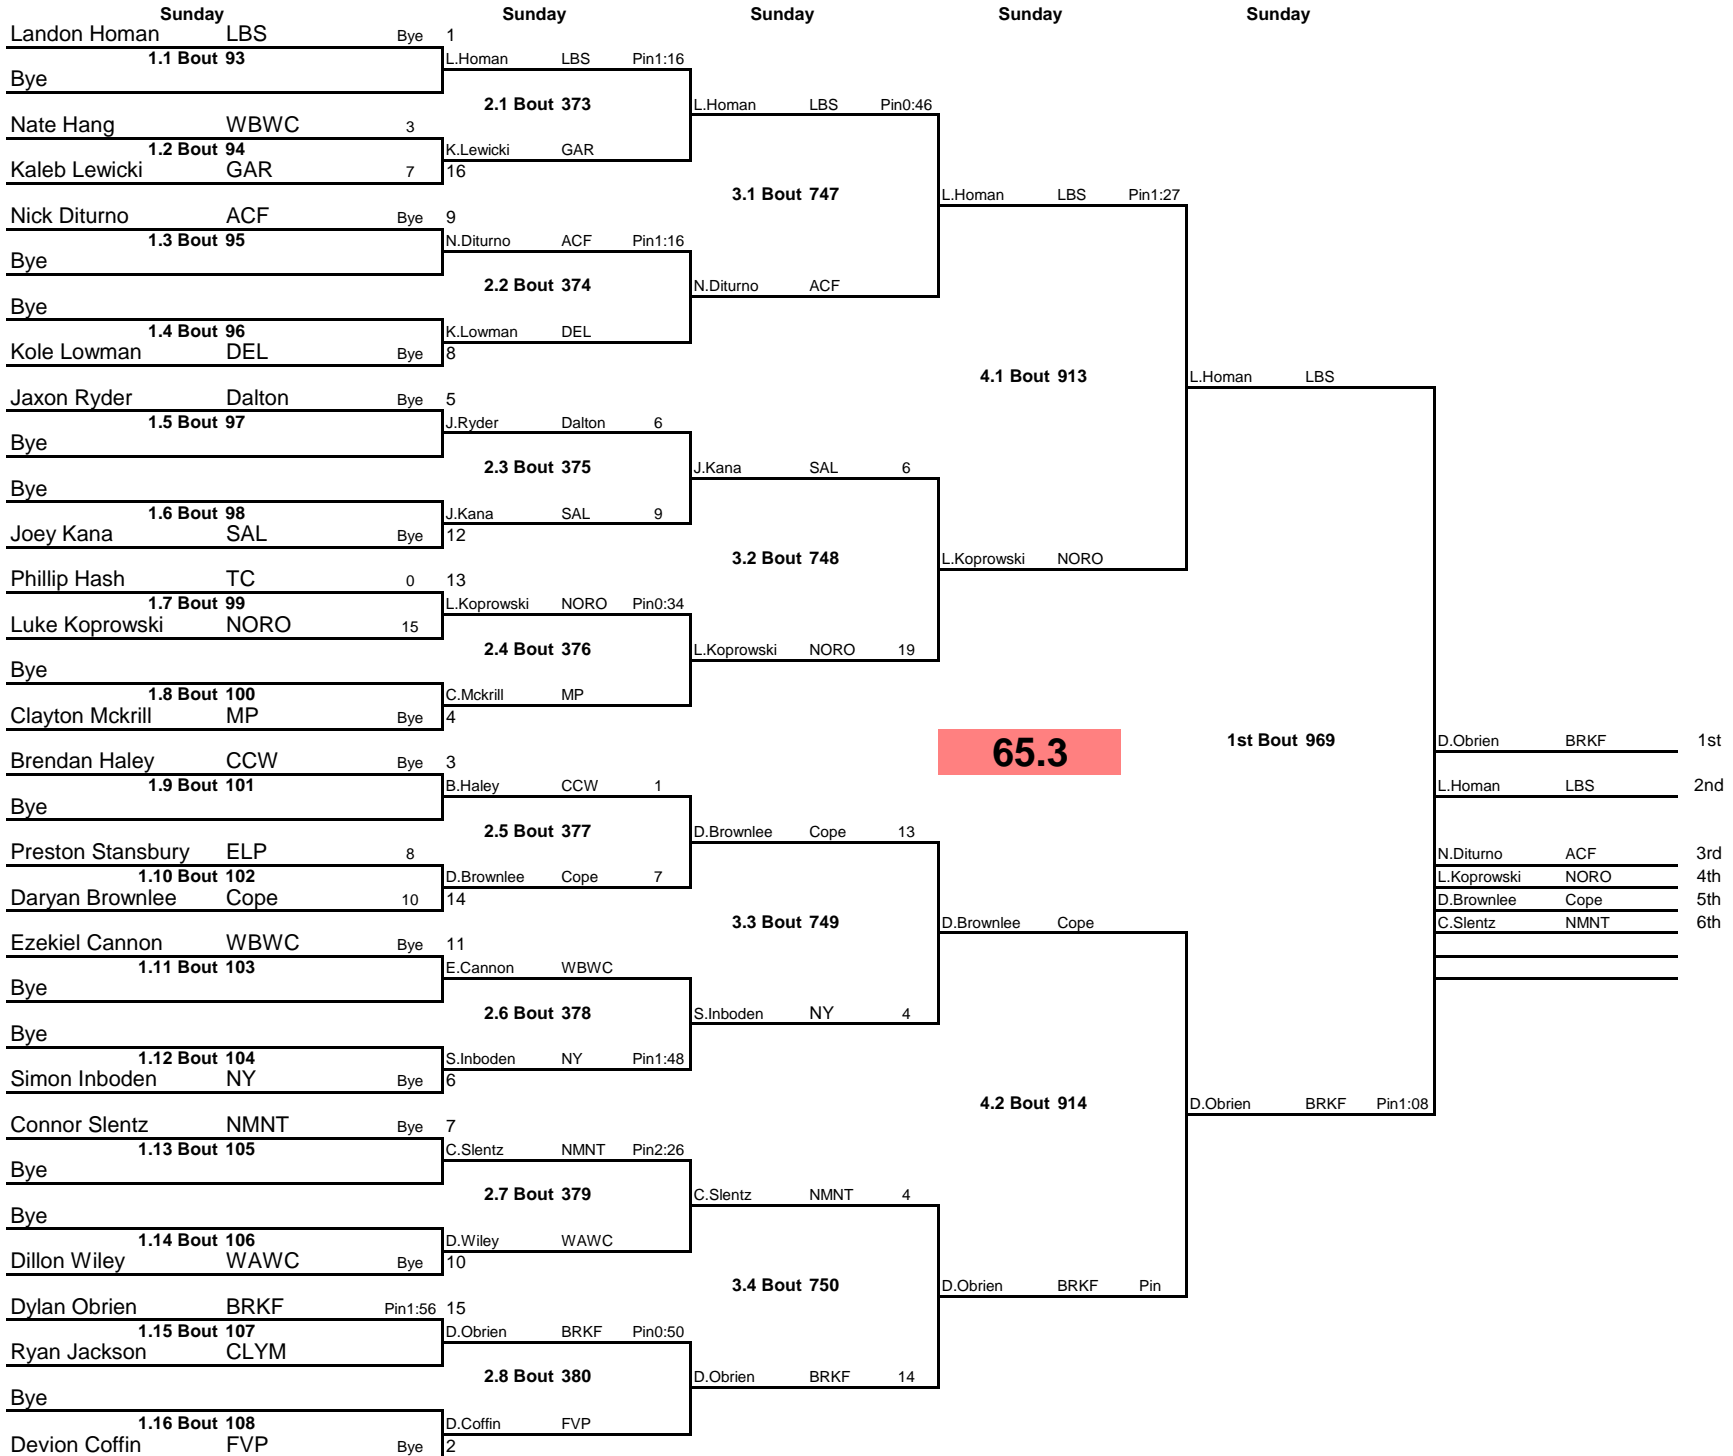 Sunday Sunday Sunday Sunday Sunday
Landon Homan LBS Bye 1
1.1 Bout 93 L.Homan LBS Pin1:16
Bye
2.1 Bout 373 L.Homan LBS Pin0:46
Nate Hang WBWC 3
1.2 Bout 94 K.Lewicki GAR
Kaleb Lewicki GAR 7 16
3.1 Bout 747 L.Homan LBS Pin1:27
Nick Diturno ACF Bye 9
1.3 Bout 95 N.Diturno ACF Pin1:16
Bye
2.2 Bout 374 N.Diturno ACF
Bye
1.4 Bout 96 K.Lowman DEL
Kole Lowman DEL Bye 8
4.1 Bout 913 L.Homan LBS
Jaxon Ryder Dalton Bye 5
1.5 Bout 97 J.Ryder Dalton 6
Bye
2.3 Bout 375 J.Kana SAL 6
Bye
1.6 Bout 98 J.Kana SAL 9
Joey Kana SAL Bye 12
3.2 Bout 748 L.Koprowski NORO
Phillip Hash TC 0 13
1.7 Bout 99 L.Koprowski NORO Pin0:34
Luke Koprowski NORO 15
2.4 Bout 376 L.Koprowski NORO 19
Bye
1.8 Bout 100 C.Mckrill MP
Clayton Mckrill MP Bye 4
65.3 1st Bout 969 D.Obrien BRKF 1st
Brendan Haley CCW Bye 3
1.9 Bout 101 B.Haley CCW 1 L.Homan LBS 2nd
Bye
2.5 Bout 377 D.Brownlee Cope 13
Preston Stansbury ELP 8 N.Diturno ACF 3rd
1.10 Bout 102 D.Brownlee Cope 7 L.Koprowski NORO 4th
Daryan Brownlee Cope 10 14 D.Brownlee Cope 5th
3.3 Bout 749 D.Brownlee Cope C.Slentz NMNT 6th
Ezekiel Cannon WBWC Bye 11
1.11 Bout 103 E.Cannon WBWC
Bye
2.6 Bout 378 S.Inboden NY 4
Bye
1.12 Bout 104 S.Inboden NY Pin1:48
Simon Inboden NY Bye 6
4.2 Bout 914 D.Obrien BRKF Pin1:08
Connor Slentz NMNT Bye 7
1.13 Bout 105 C.Slentz NMNT Pin2:26
Bye
2.7 Bout 379 C.Slentz NMNT 4
Bye
1.14 Bout 106 D.Wiley WAWC
Dillon Wiley WAWC Bye 10
3.4 Bout 750 D.Obrien BRKF Pin
Dylan Obrien BRKF Pin1:56 15
1.15 Bout 107 D.Obrien BRKF Pin0:50
Ryan Jackson CLYM
2.8 Bout 380 D.Obrien BRKF 14
Bye
1.16 Bout 108 D.Coffin FVP
Devion Coffin FVP Bye 2